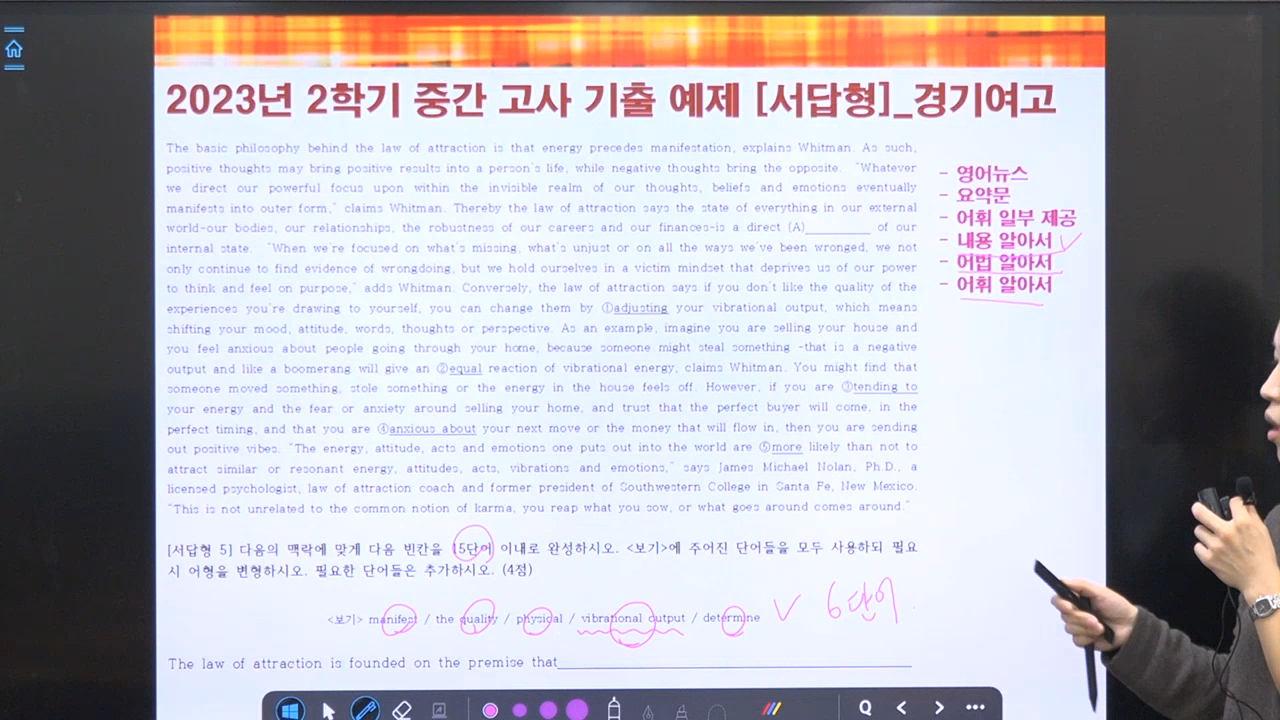 2023년 2학기 중간 고사 기출 예제 [서답형]_경기여고
The basic philosophy behind the law of attraction is that energy precedes manifestation, explains Whitman. As such,
positive thoughts may bring positive results into a person's life, while negative thoughts bring the opposite. "Whatever
we direct our powerful focus upon within the invisible realm of our thoughts, beliefs and emotions eventually
manifests into outer form," claims Whitman. Thereby the law of attraction says the state of everything in our external
world-our bodies, our relationships, the robustness of our careers and our finances-is a direct (A)__________ of our
internal state. "When we're focused on what's missing, what's unjust or on all the ways we've been wronged, we not
only continue to find evidence of wrongdoing, but we hold ourselves in a victim mindset that deprives us of our power
to think and feel on purpose," adds Whitman. Conversely, the law of attraction says if you don't like the quality of the
experiences you're drawing to yourself, you can change them by ①adjusting your vibrational output, which means
shifting your mood, attitude, words, thoughts or perspective. As an example, imagine you are selling your house and
you feel anxious about people going through your home, because someone might steal something -that is a negative
output and like a boomerang will give an ②equal reaction of vibrational energy, claims Whitman. You might find that
someone moved something, stole something or the energy in the house feels off. However, if you are ③tending to
your energy and the fear or anxiety around selling your home, and trust that the perfect buyer will come, in the
perfect timing, and that you are ④anxious about your next move or the money that will flow in, then you are sending
out positive vibes. "The energy, attitude, acts and emotions one puts out into the world are ⑤more likely than not to
attract similar or resonant energy, attitudes, acts, vibrations and emotions," says James Michael Nolan, Ph.D., a
licensed psychologist, law of attraction coach and former president of Southwestern College in Santa Fe, New Mexico.
"This is not unrelated to the common notion of karma, you reap what you sow, or what goes around comes around."
- 영어뉴스
- 요약문
- 어휘 일부 제공
- 내용 알아서
- 어법 알아서
- 어휘 알아서
[서답형 5] 다음의 맥락에 맞게 다음 빈칸을 15단어 이내로 완성하시오. <보기>에 주어진 단어들을 모두 사용하되 필요
시 어형을 변형하시오. 필요한 단어들은 추가하시오. (4점)
<보기> manifest / the quality / physical / vibrational output / determine
6단어
The law of attraction is founded on the premise that